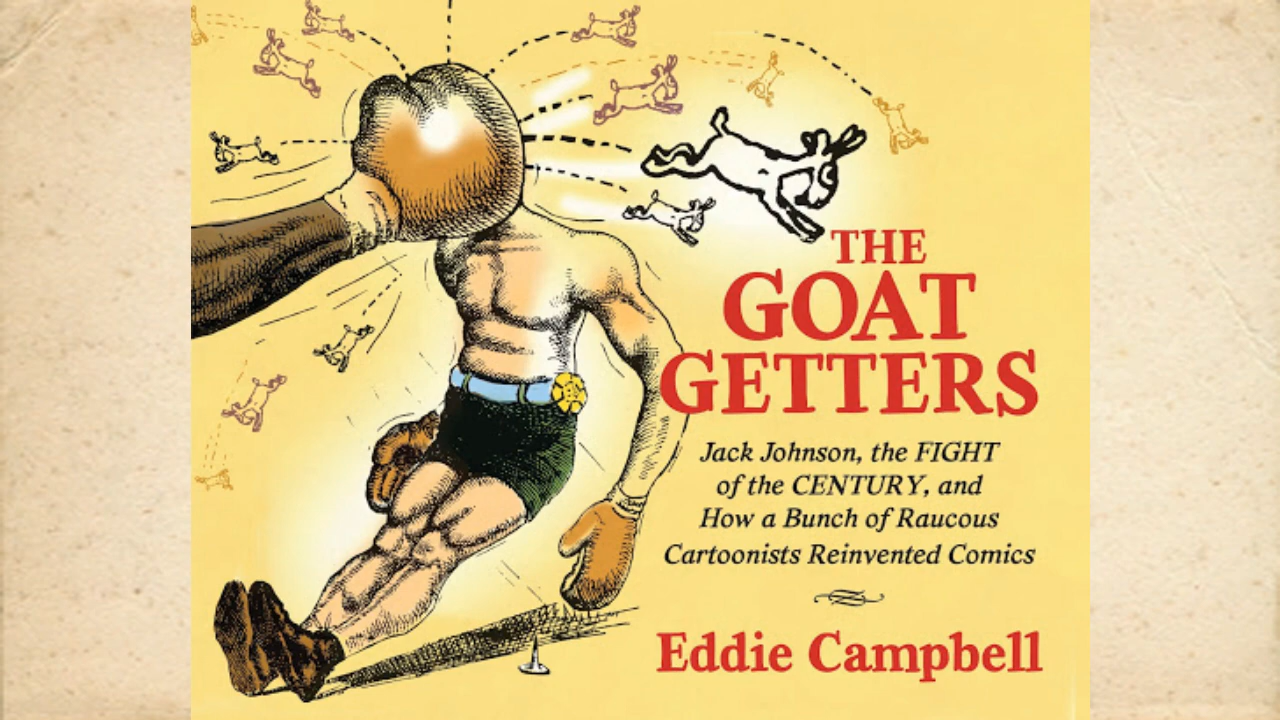 THE
GOAT
GETTERS
Jack Johnson, the FIGHT
of the CENTURY, and
How a Bunch of Raucous
Cartoonists Reinvented Comics
Eddie Campbell